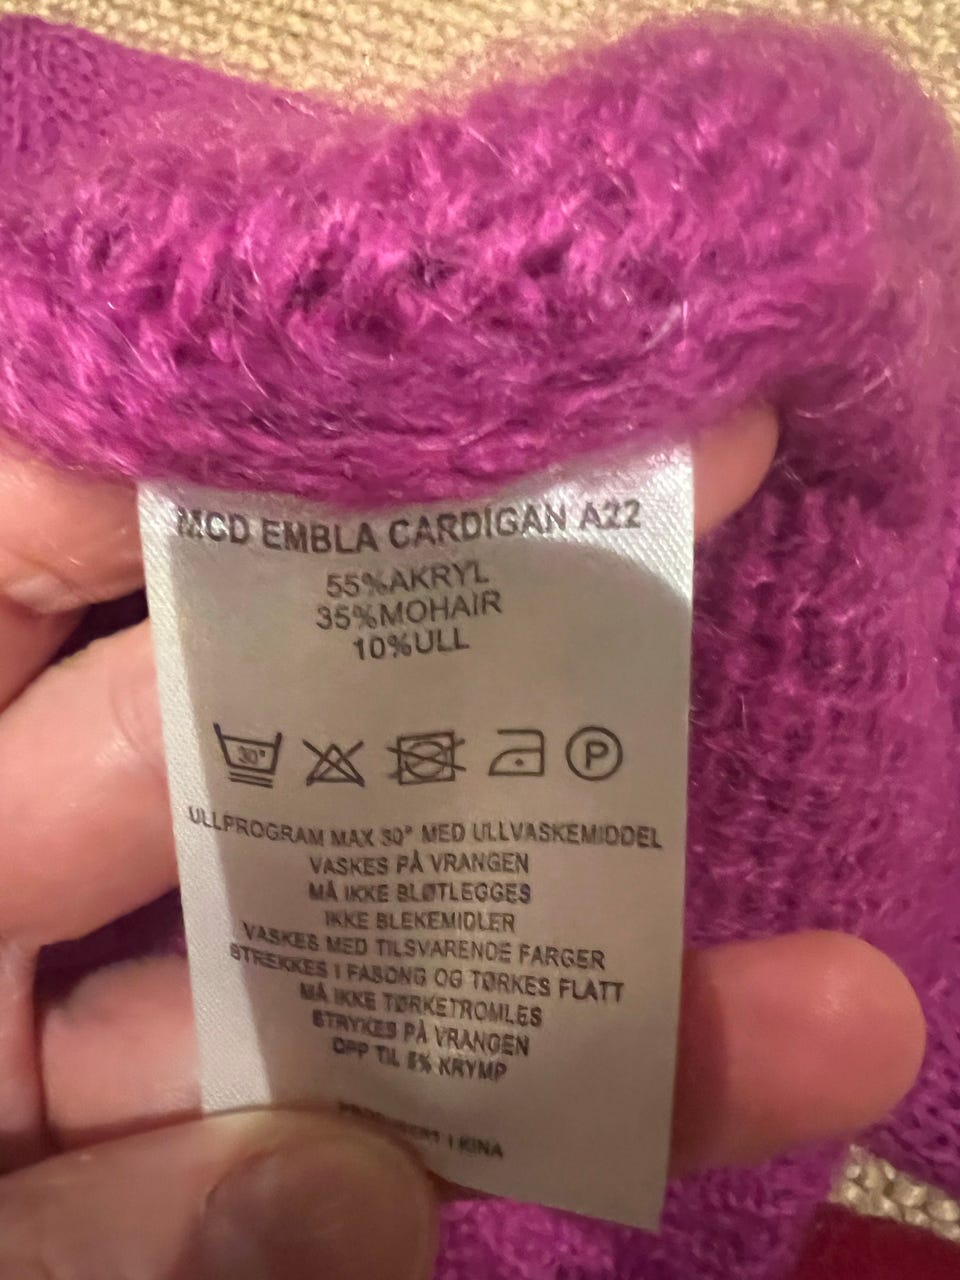 MCD EMBLA CARDIGAN A22
55%AKRYL
35%MOHAIR
10%ULL
30° P
ULLPROGRAM MAX 30° MED ULLVASKEMIDDEL
VASKES PÅ VRANGEN
MÅ IKKE BLØTLEGGES
IKKE BLEKEMIDLER
VASKES MED TILSVARENDE FARGER
STREKKES I FASONG OG TØRKES FLATT
MÅ IKKE TØRKETROMLES
STRYKES PÅ VRANGEN
OPP TIL 5% KRYMP
PRODUSERT I KINA